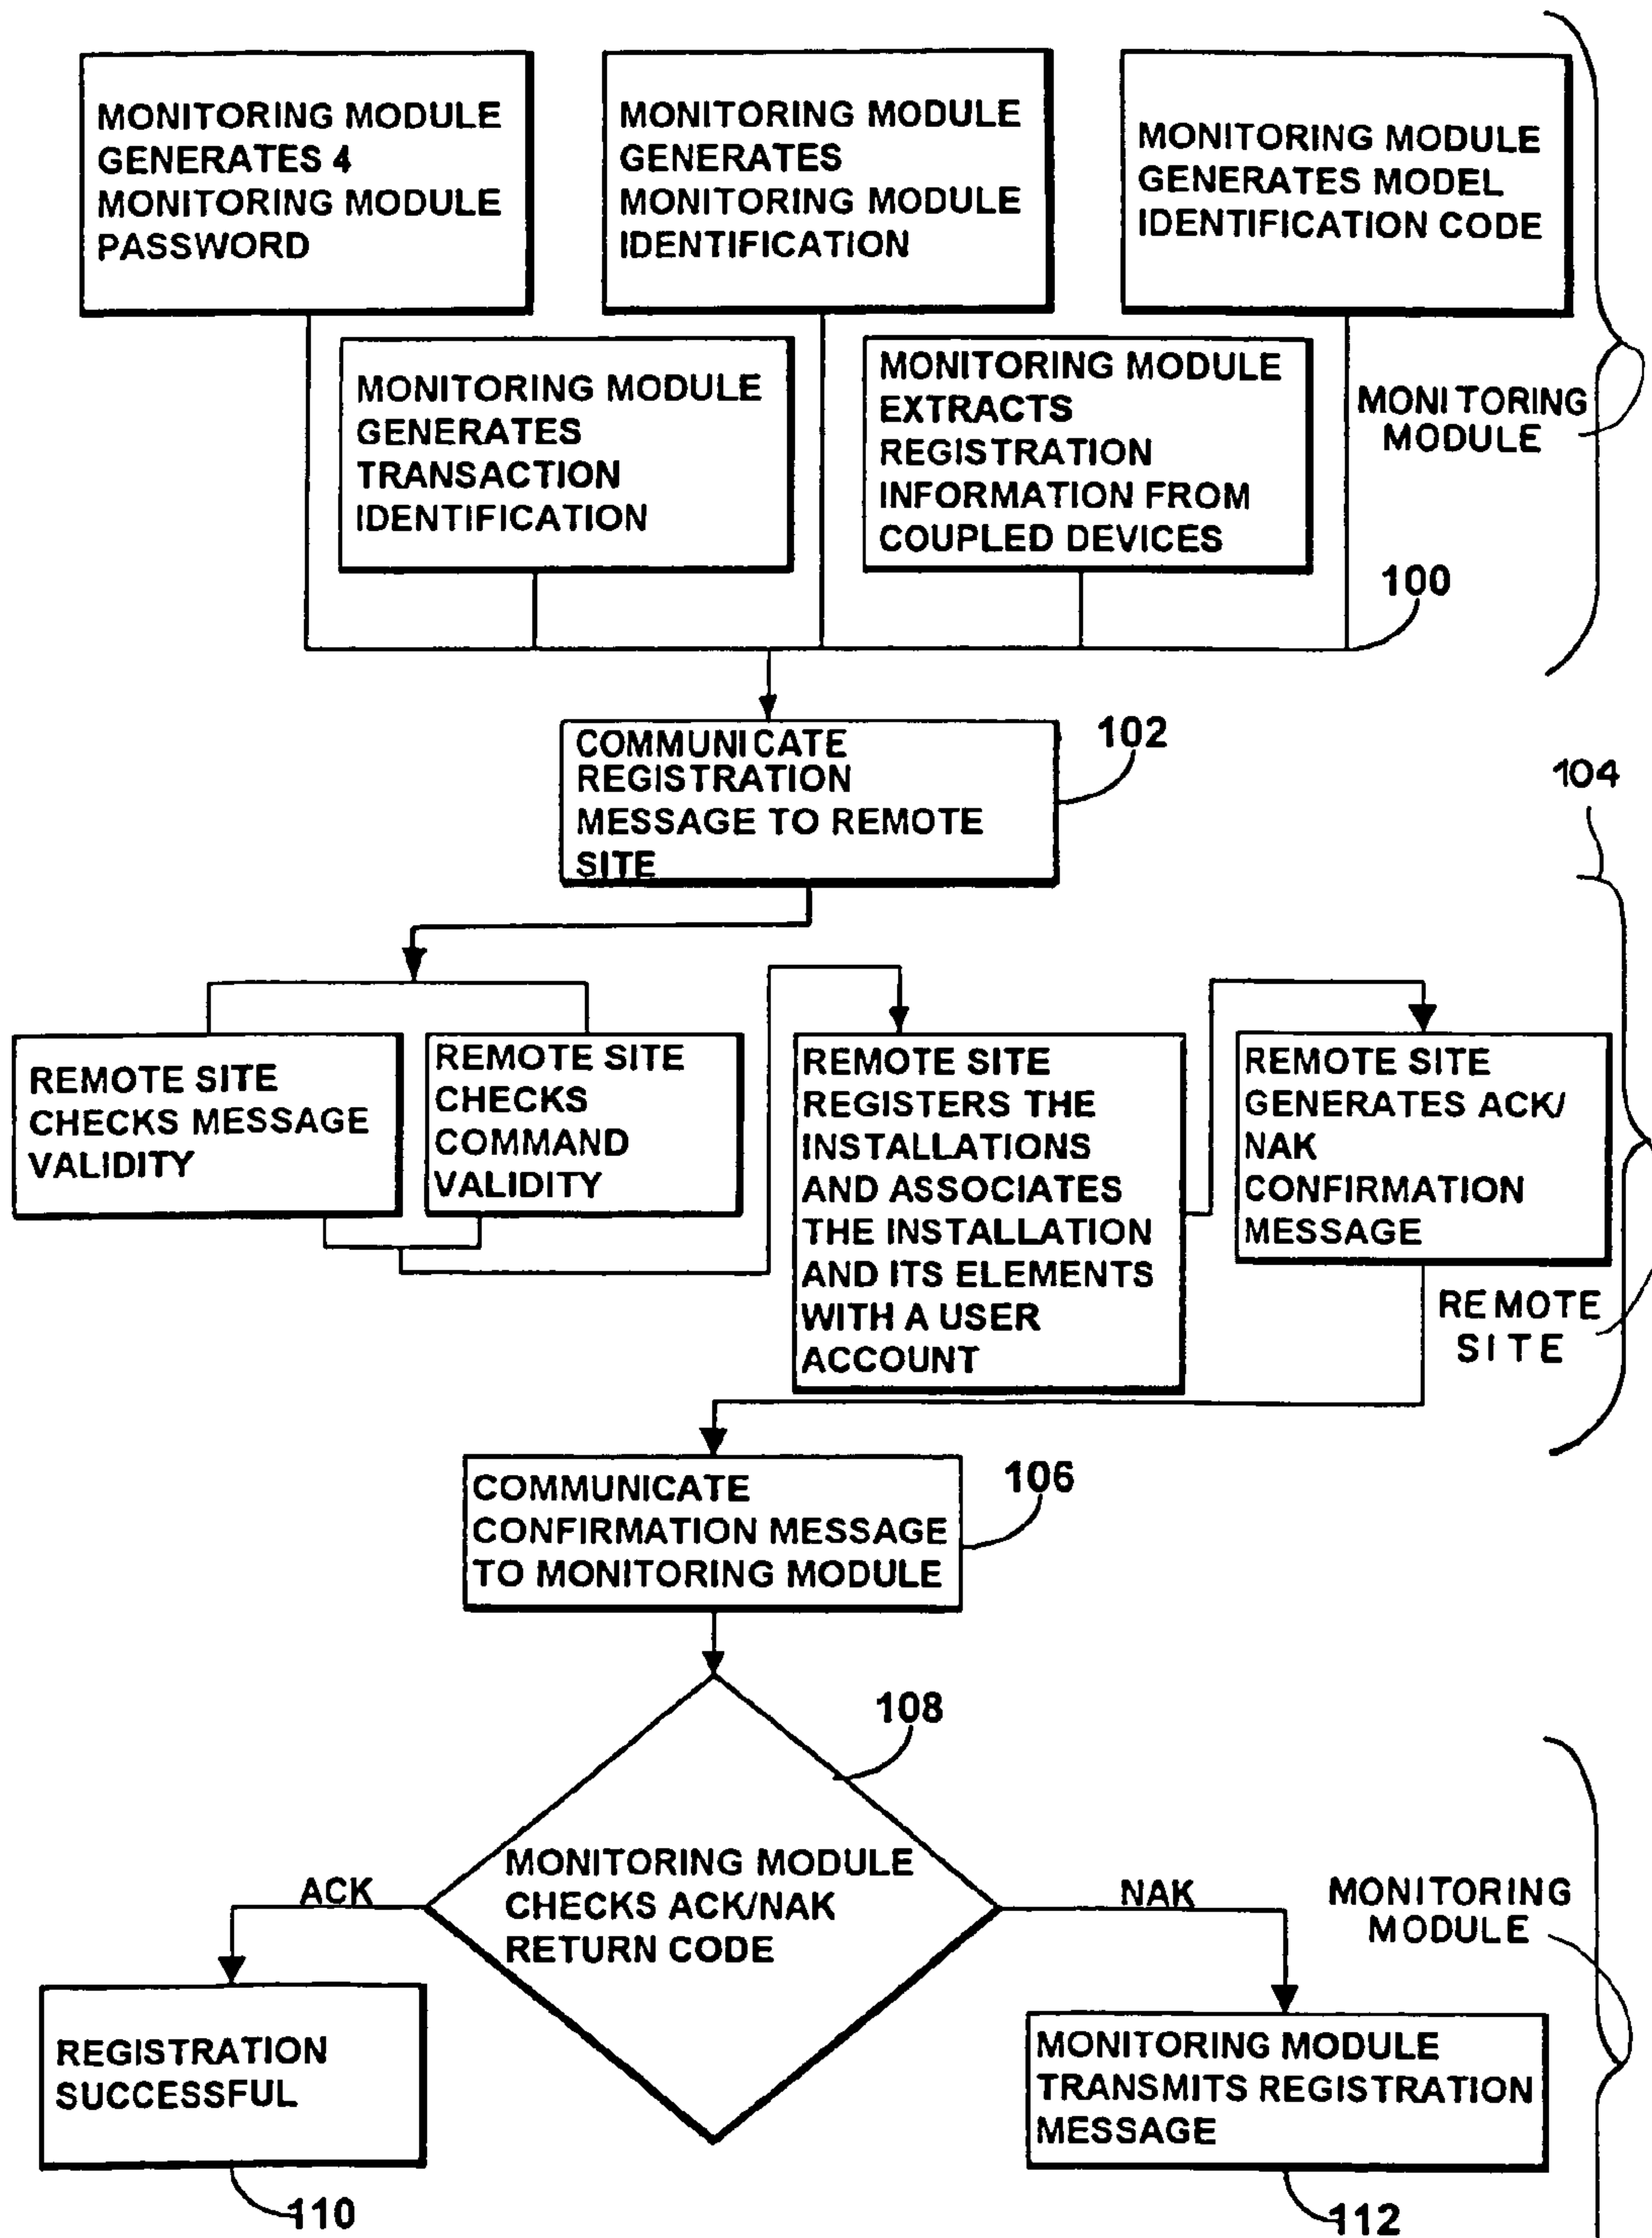 MONITORING MODULE
GENERATES 4
MONITORING MODULE
PASSWORD
MONITORING MODULE
GENERATES
MONITORING MODULE
IDENTIFICATION
MONITORING MODULE
GENERATES MODEL
IDENTIFICATION CODE
MONITORING MODULE
GENERATES
TRANSACTION
IDENTIFICATION
MONITORING MODULE
EXTRACTS
REGISTRATION
INFORMATION FROM
COUPLED DEVICES
MONITORING
MODULE
100
COMMUNICATE
REGISTRATION
MESSAGE TO REMOTE
SITE
102
104
REMOTE SITE
CHECKS MESSAGE
VALIDITY
REMOTE SITE
CHECKS
COMMAND
VALIDITY
REMOTE SITE
REGISTERS THE
INSTALLATIONS
AND ASSOCIATES
THE INSTALLATION
AND ITS ELEMENTS
WITH A USER
ACCOUNT
REMOTE SITE
GENERATES ACK/
NAK
CONFIRMATION
MESSAGE
REMOTE
SITE
COMMUNICATE
CONFIRMATION MESSAGE
TO MONITORING MODULE
106
108
MONITORING MODULE
CHECKS ACK/NAK
RETURN CODE
ACK
NAK
MONITORING
MODULE
REGISTRATION
SUCCESSFUL
MONITORING MODULE
TRANSMITS REGISTRATION
MESSAGE
110
112